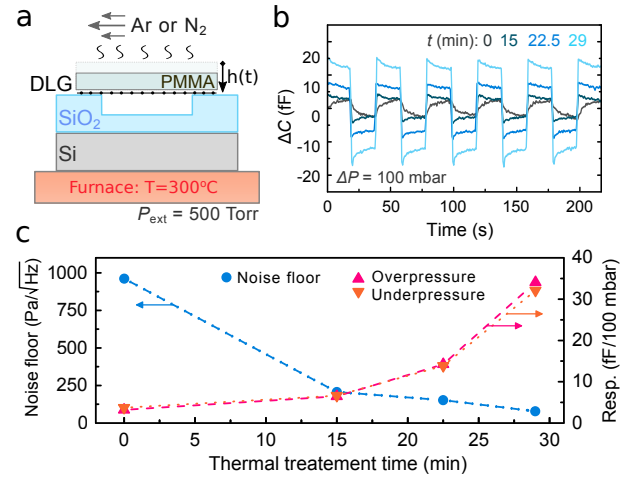 a
Ar or N₂
DLG
PMMA
h(t)
SiO₂
Si
Furnace: T=300°C
P_ext = 500 Torr
b
t (min): 0 15 22.5 29
ΔC (fF)
20
10
0
-10
-20
ΔP = 100 mbar
0 50 100 150 200
Time (s)
c
Noise floor (Pa/√Hz)
1000
750
500
250
0
Noise floor
Overpressure
Underpressure
40
30
20
10
0
Resp. (fF/100 mbar)
0 5 10 15 20 25 30
Thermal treatement time (min)